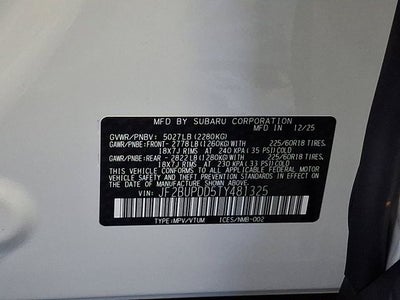 MFD BY SUBARU CORPORATION
MFD IN 12/25
GVWR/PNBV: 5027LB(2280KG)
GAWR/PNBE:FRONT- 2778LB(1260KG)WITH 225/60R18 TIRES.
18X7J RIMS AT 240 KPA(35 PSI)COLD
GAWR/PNBE:REAR - 2822LB(1280KG)WITH 225/60R18 TIRES.
18X7J RIMS AT 230 KPA(33 PSI)COLD
THIS VEHICLE CONFORMS TO ALL APPLICABLE FEDERAL MOTOR
VEHICLE SAFETY, BUMPER, AND THEFT PREVENTION STANDARDS
IN EFFECT ON THE DATE OF MANUFACTURE SHOWN ABOVE.
VIN: JF2BUPDD5TY481325
TYPE:MPV/VTUM ICES/NMB-002